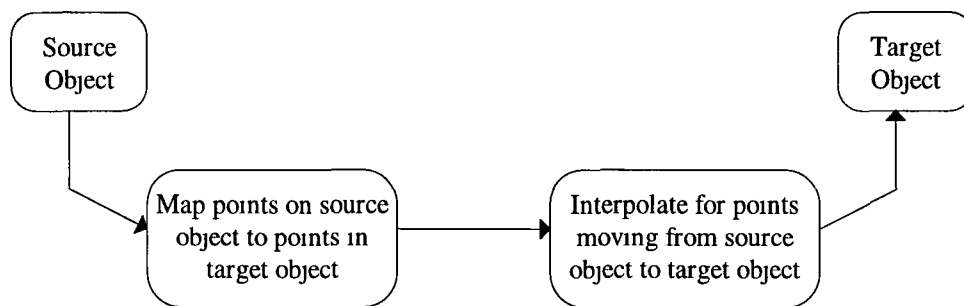 Source
Object
Target
Object
Map points on source
object to points in
target object
Interpolate for points
moving from source
object to target object